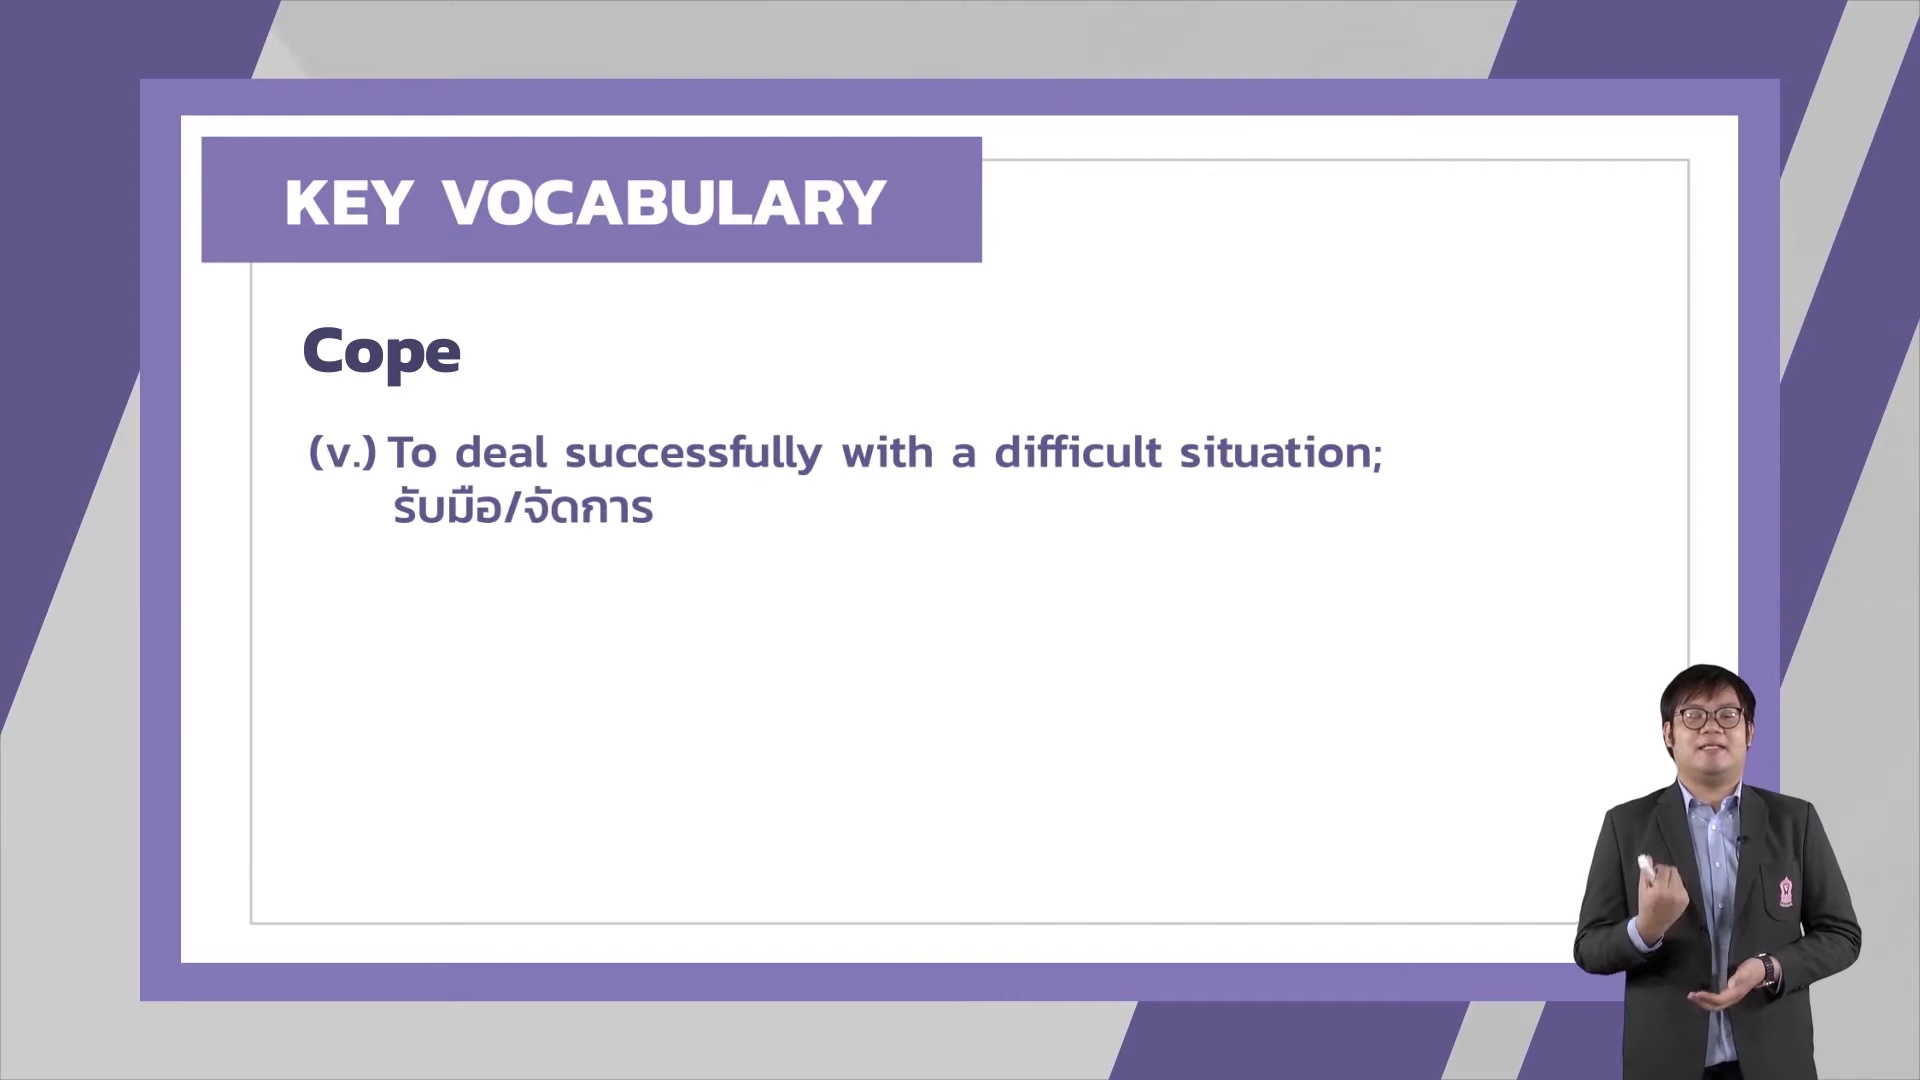 KEY VOCABULARY
Cope
(v.) To deal successfully with a difficult situation;
รับมือ/จัดการ